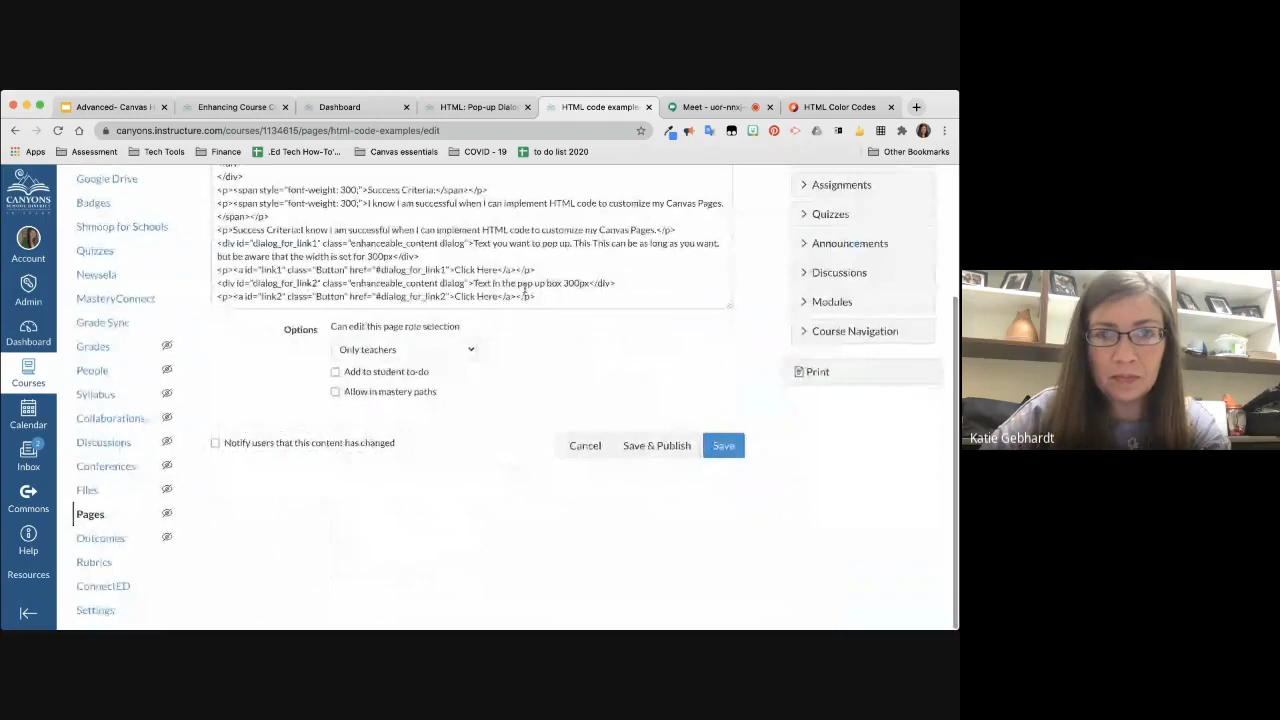 Advanced- Canvas H
Enhancing Course C
Dashboard
HTML: Pop-up Dialo
HTML code example
Meet - uor-nnxj-
HTML Color Codes
canyons.instructure.com/courses/1134615/pages/html-code-examples/edit
Apps
Assessment
Tech Tools
Finance
.Ed Tech How-To'...
Canvas essentials
COVID - 19
to do list 2020
Other Bookmarks
CANYONS
SCHOOL DISTRICT
Account
Admin
Dashboard
Courses
Calendar
2
Inbox
Commons
Help
Resources
Google Drive
Badges
Shmoop for Schools
Quizzes
Newsela
MasteryConnect
Grade Sync
Grades
People
Syllabus
Collaborations
Discussions
Conferences
Files
Pages
Outcomes
Rubrics
ConnectED
Settings
</div>
<p><span style="font-weight: 300;">Success Criteria:</span></p>
<p><span style="font-weight: 300;">I know I am successful when I can implement HTML code to customize my Canvas Pages.
</span></p>
<p>Success Criteria:I know I am successful when I can implement HTML code to customize my Canvas Pages.</p>
<div id="dialog_for_link1" class="enhanceable_content dialog">Text you want to pop up. This This can be as long as you want,
but be aware that the width is set for 300px</div>
<p><a id="link1" class="Button" href="#dialog_for_link1">Click Here</a></p>
<div id="dialog_for_link2" class="enhanceable_content dialog">Text in the pop up box 300px</div>
<p><a id="link2" class="Button" href="#dialog_for_link2">Click Here</a></p>
Options
Can edit this page role selection
Only teachers
Add to student to-do
Allow in mastery paths
Notify users that this content has changed
Cancel
Save & Publish
Save
Assignments
Quizzes
Announcements
Discussions
Modules
Course Navigation
Print
Katie Gebhardt